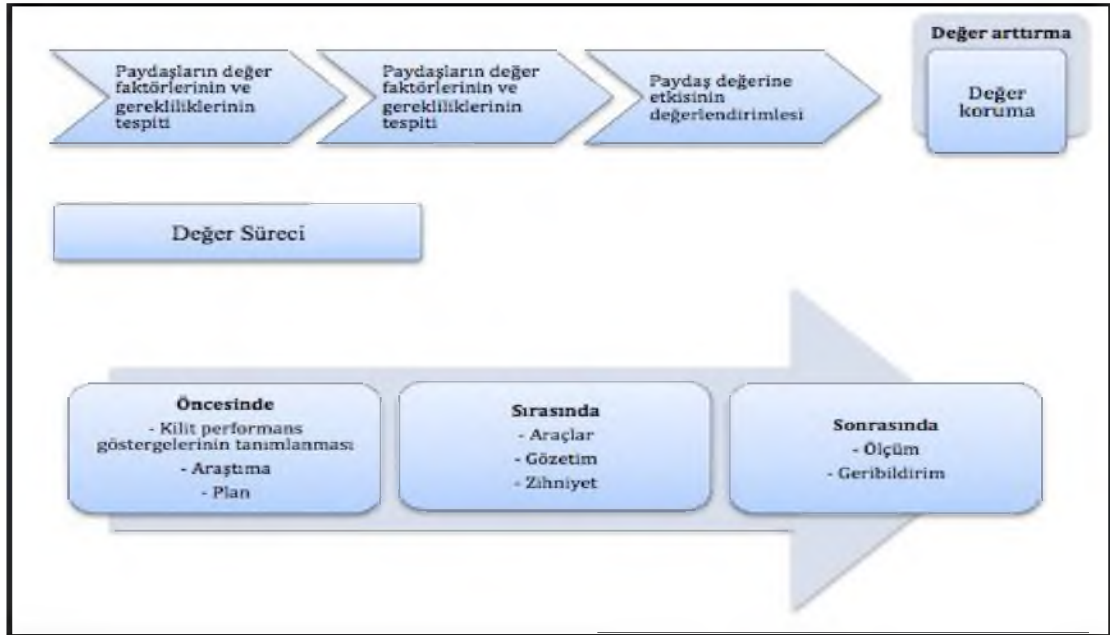 Paydaşların değer
faktörlerinin ve
gerekliliklerinin
tespiti
Paydaşların değer
faktörlerinin ve
gerekliliklerinin
tespiti
Paydaş değerine
etkisinin
değerlendirimlesi
Değer arttırma
Değer
koruma
Değer Süreci
Öncesinde
- Kilit performans
göstergelerinin tanımlanması
- Araştıma
- Plan
Sırasında
- Araçlar
- Gözetim
- Zihniyet
Sonrasında
- Ölçüm
- Geribildirim